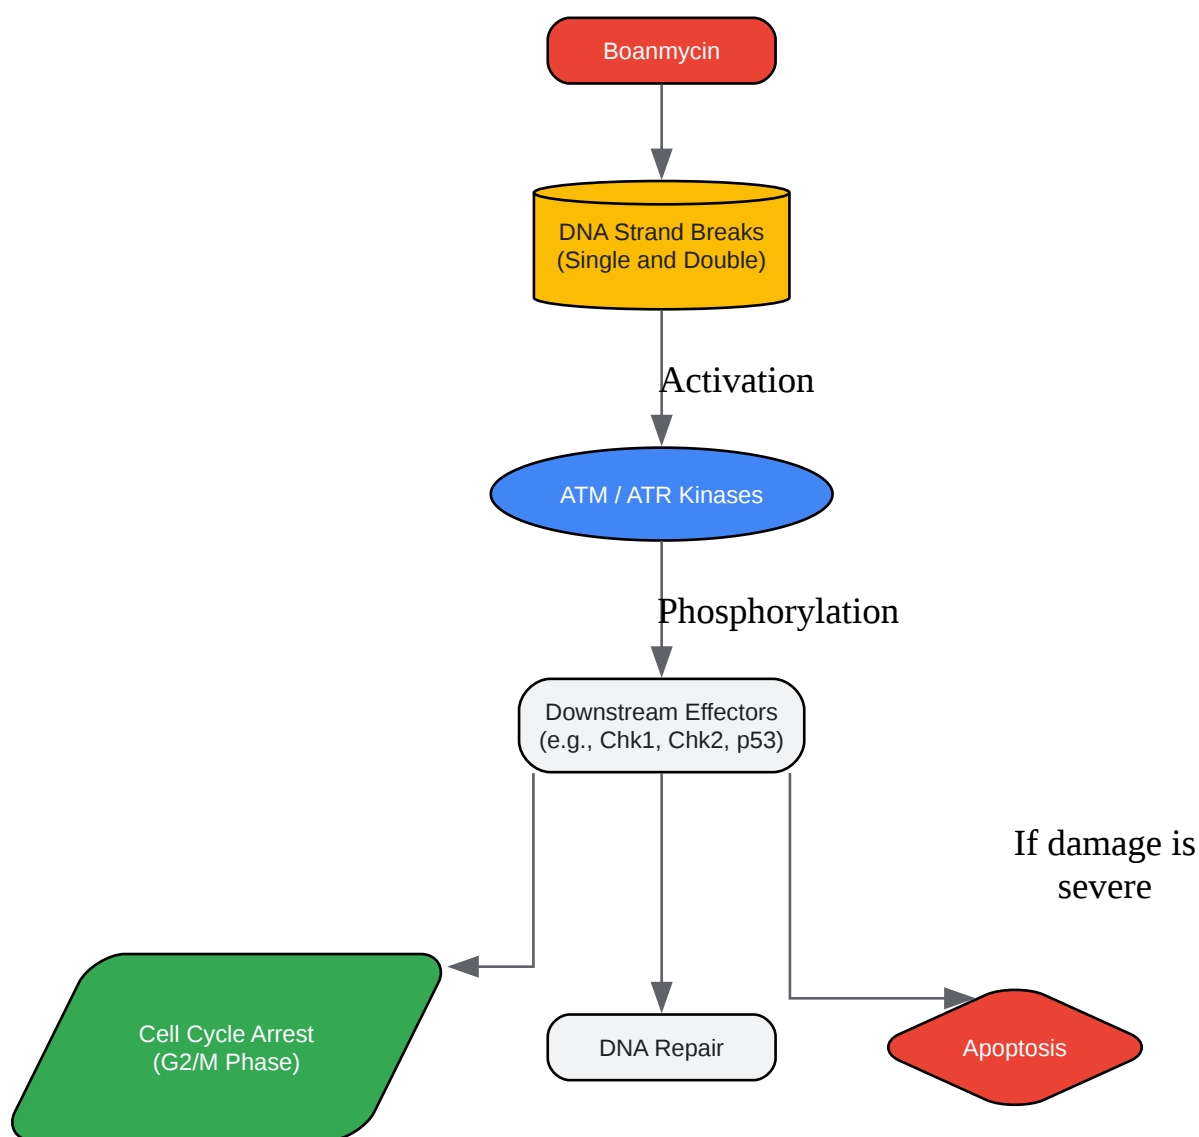 Boanmycin
DNA Strand Breaks
(Single and Double)
Activation
ATM / ATR Kinases
Phosphorylation
Downstream Effectors
(e.g., Chk1, Chk2, p53)
If damage is
severe
Cell Cycle Arrest
(G2/M Phase)
DNA Repair
Apoptosis